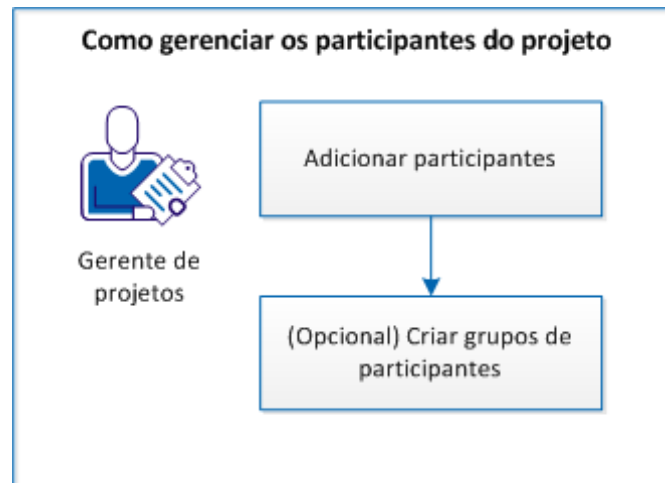 Como gerenciar os participantes do projeto
Adicionar participantes
Gerente de
projetos
(Opcional) Criar grupos de
participantes